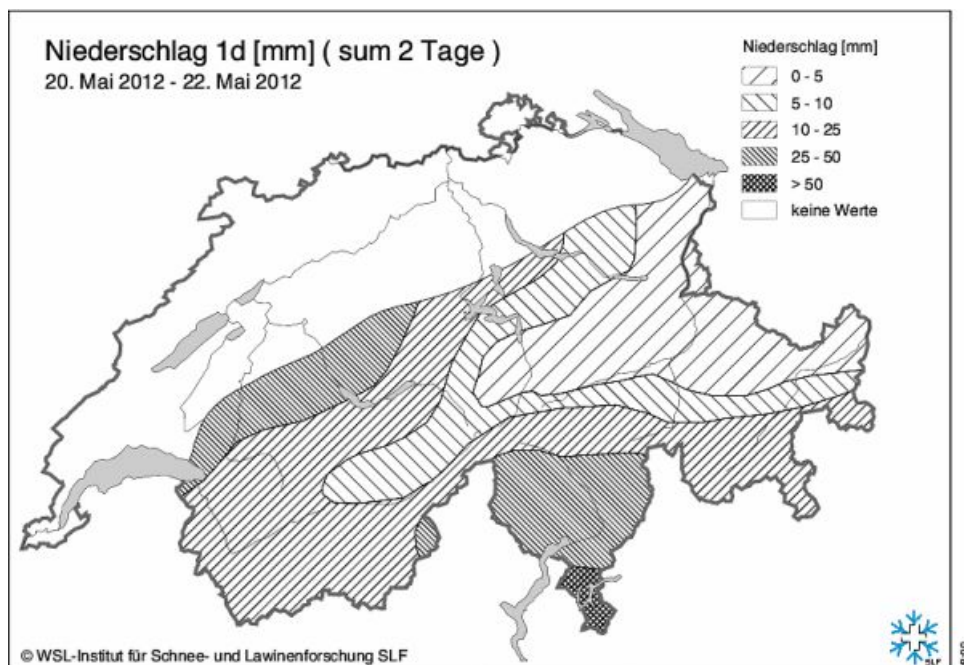 Niederschlag 1d [mm] ( sum 2 Tage )
20. Mai 2012 - 22. Mai 2012
Niederschlag [mm]
0 - 5
5 - 10
10 - 25
25 - 50
> 50
keine Werte
© WSL-Institut für Schnee- und Lawinenforschung SLF
SLF